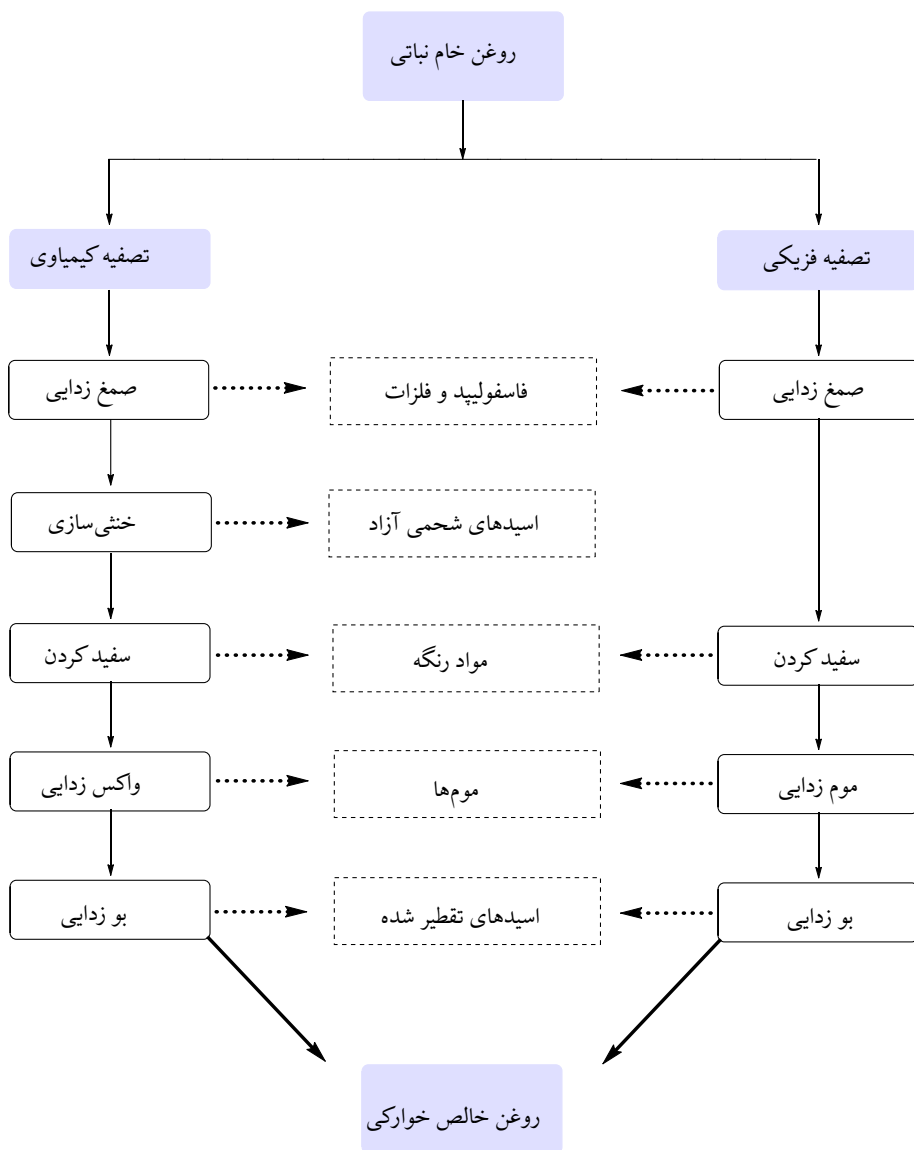 روغن خام نباتی
تصفیه فزیکی
تصفیه کیمیاوی
صمغ زدایی
فاسفولیپد و فلزات
صمغ زدایی
اسیدهای شحمی آزاد
خنثی‌سازی
سفید کردن
مواد رنگه
سفید کردن
موم زدایی
موم‌ها
واکس زدایی
بو زدایی
اسیدهای تقطیر شده
بو زدایی
روغن خالص خوارکی